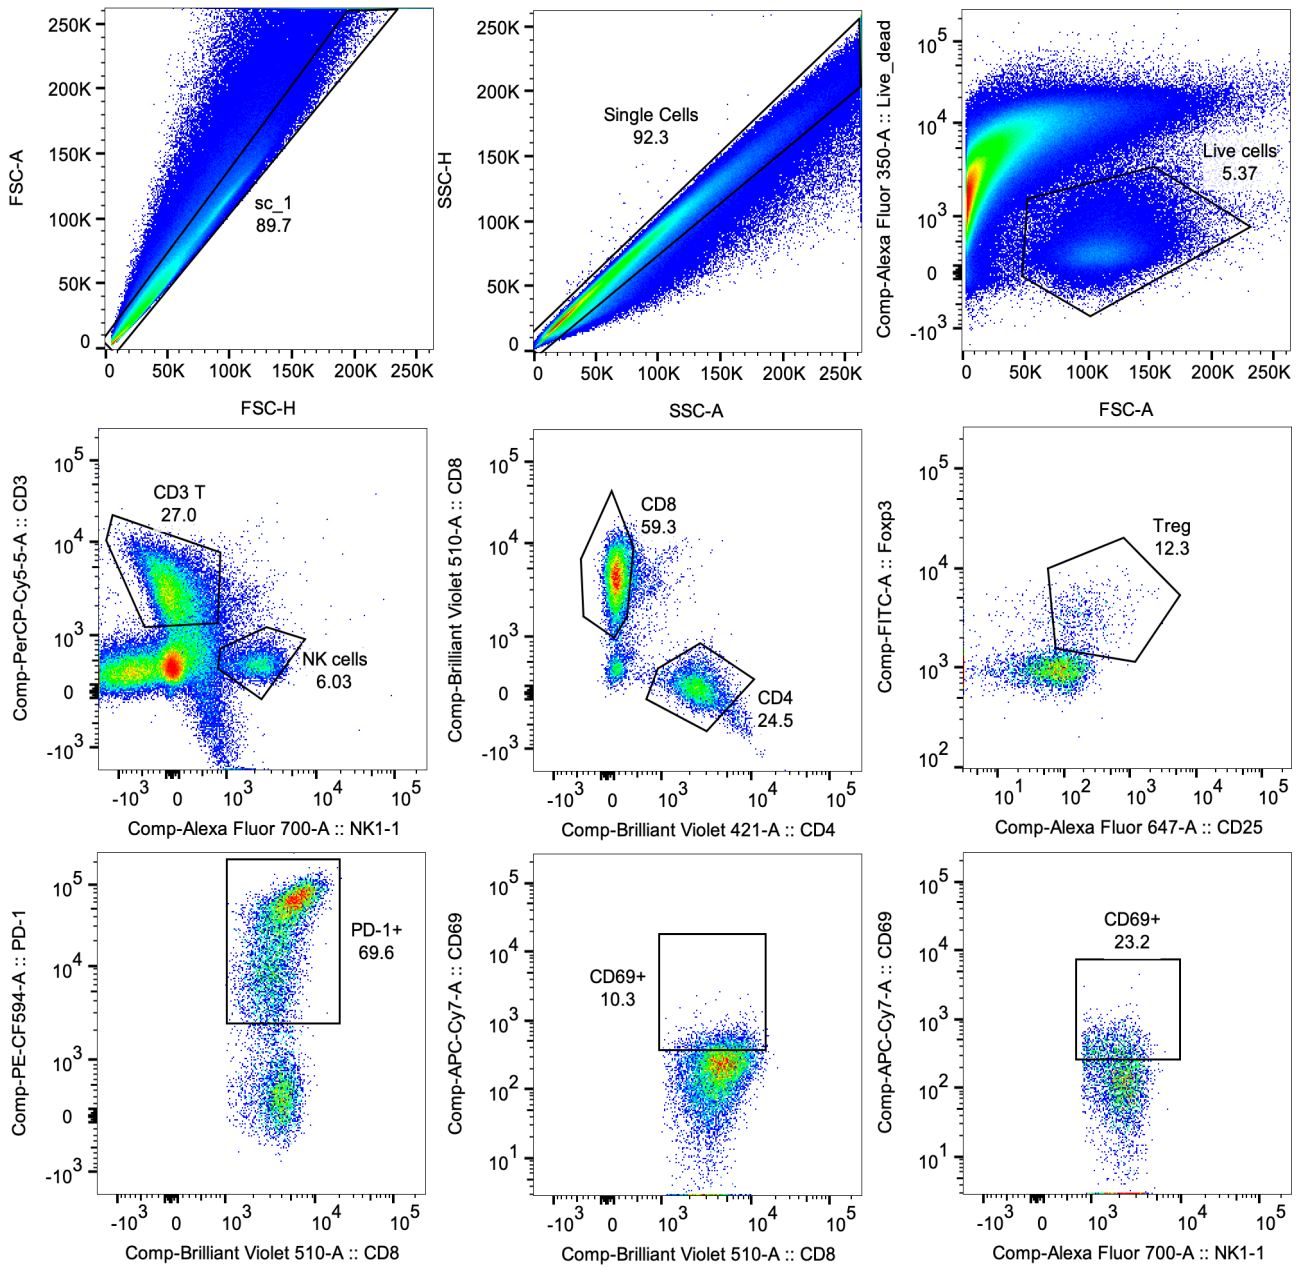 250K
200K
150K
100K
50K
0
FSC-A
sc_1
89.7
0 50K 100K 150K 200K 250K
FSC-H
250K
200K
150K
100K
50K
0
SSC-H
Single Cells
92.3
0 50K 100K 150K 200K 250K
SSC-A
10^5
10^4
10^3
0
-10^3
Comp-Alexa Fluor 350-A :: Live_dead
Live cells
5.37
0 50K 100K 150K 200K 250K
FSC-A
10^5
10^4
10^3
0
-10^3
Comp-PerCP-Cy5-5-A :: CD3
CD3 T
27.0
NK cells
6.03
-10^3 0 10^3 10^4 10^5
Comp-Alexa Fluor 700-A :: NK1-1
10^5
10^4
10^3
0
-10^3
Comp-Brilliant Violet 510-A :: CD8
CD8
59.3
CD4
24.5
-10^3 0 10^3 10^4 10^5
Comp-Brilliant Violet 421-A :: CD4
10^5
10^4
10^3
10^2
Comp-FITC-A :: Foxp3
Treg
12.3
10^1 10^2 10^3 10^4 10^5
Comp-Alexa Fluor 647-A :: CD25
10^5
10^4
10^3
0
-10^3
Comp-PE-CF594-A :: PD-1
PD-1+
69.6
-10^3 0 10^3 10^4 10^5
Comp-Brilliant Violet 510-A :: CD8
10^5
10^4
10^3
10^2
10^1
Comp-APC-Cy7-A :: CD69
CD69+
10.3
-10^3 0 10^3 10^4 10^5
Comp-Brilliant Violet 510-A :: CD8
10^5
10^4
10^3
10^2
10^1
Comp-APC-Cy7-A :: CD69
CD69+
23.2
-10^3 0 10^3 10^4 10^5
Comp-Alexa Fluor 700-A :: NK1-1